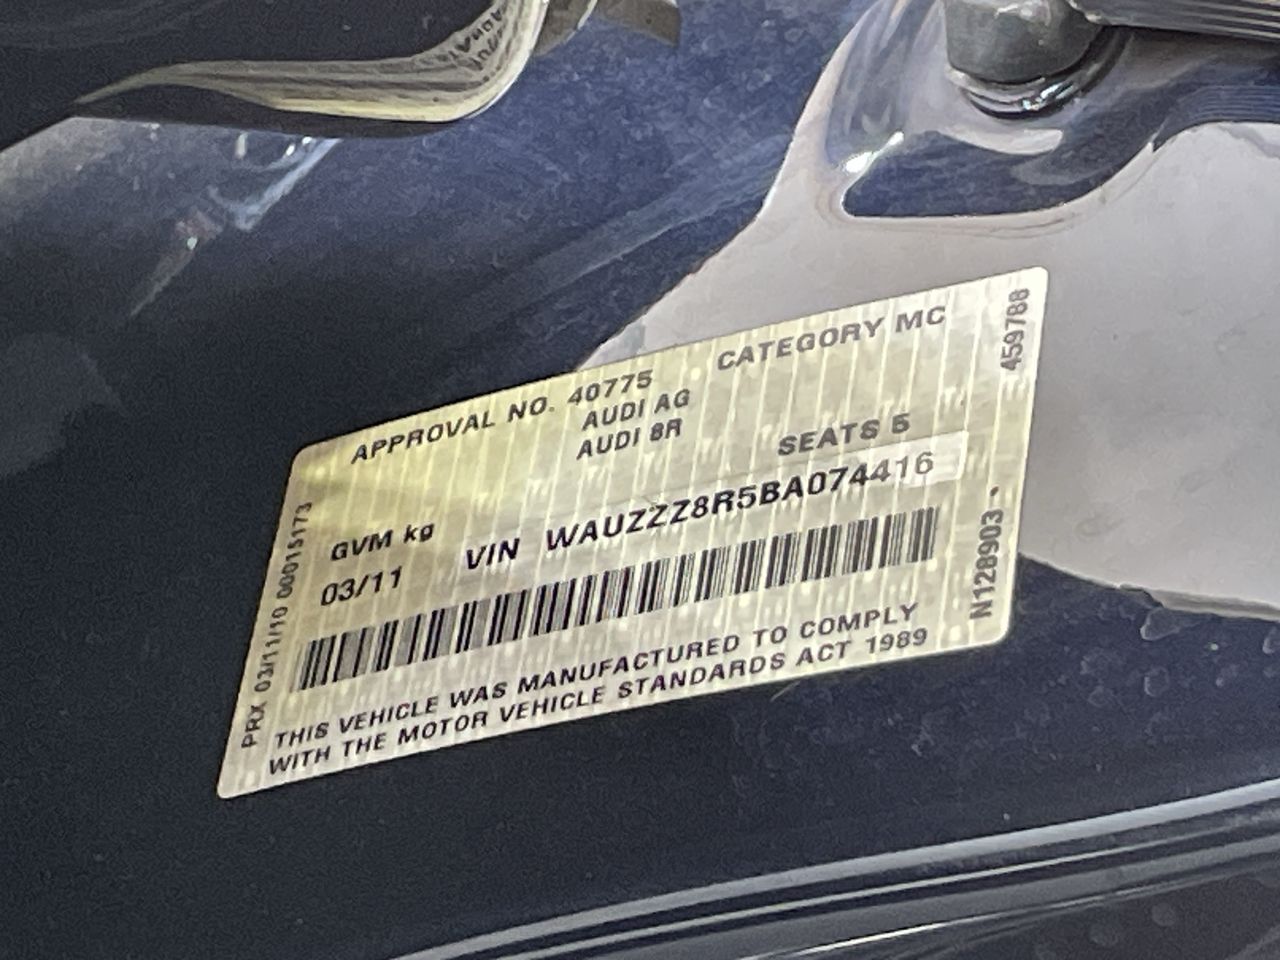 APPROVAL NO. 40775
CATEGORY MC
AUDI AG
AUDI 8R
SEATS 5
GVM kg
VIN WAUZZZ8R5BA074416
03/11
THIS VEHICLE WAS MANUFACTURED TO COMPLY
WITH THE MOTOR VEHICLE STANDARDS ACT 1989
PRX 03/11/10 00015173
459788
N128903 *